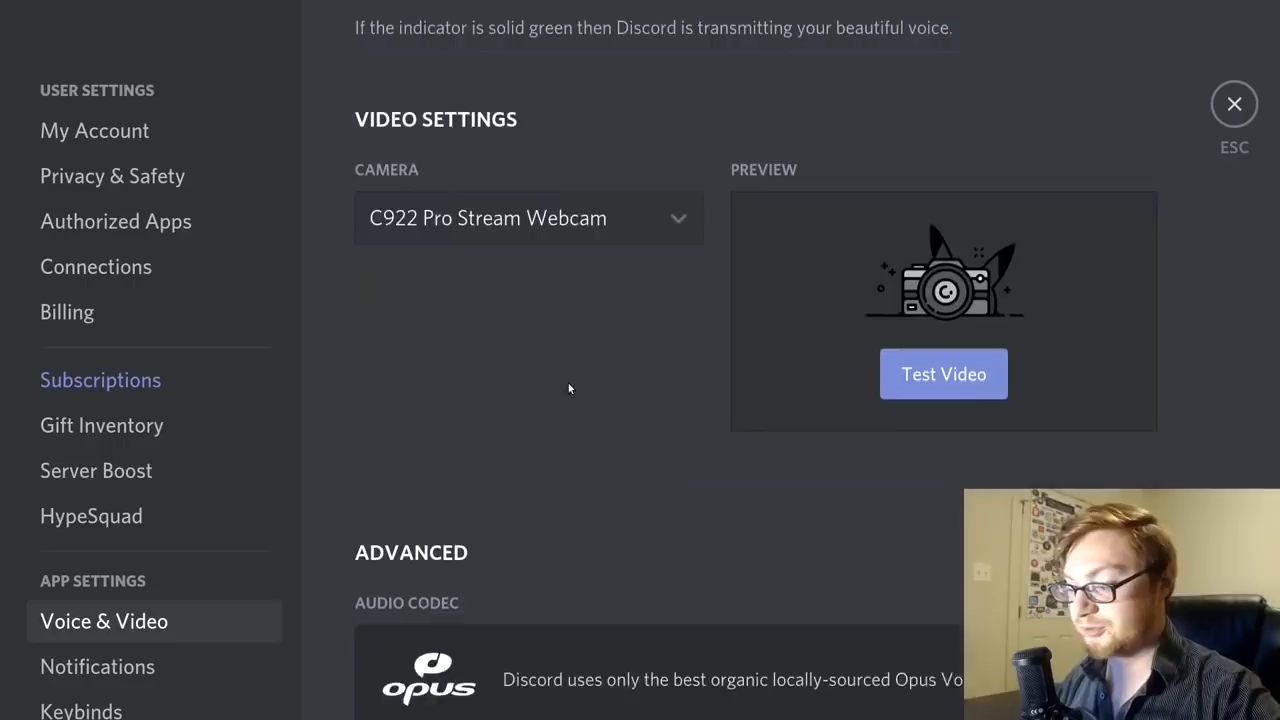 If the indicator is solid green then Discord is transmitting your beautiful voice.
USER SETTINGS
My Account
Privacy & Safety
Authorized Apps
Connections
Billing
Subscriptions
Gift Inventory
Server Boost
HypeSquad
APP SETTINGS
Voice & Video
Notifications
Keybinds
VIDEO SETTINGS
CAMERA
C922 Pro Stream Webcam
PREVIEW
Test Video
ESC
ADVANCED
AUDIO CODEC
opus
Discord uses only the best organic locally-sourced Opus Vo